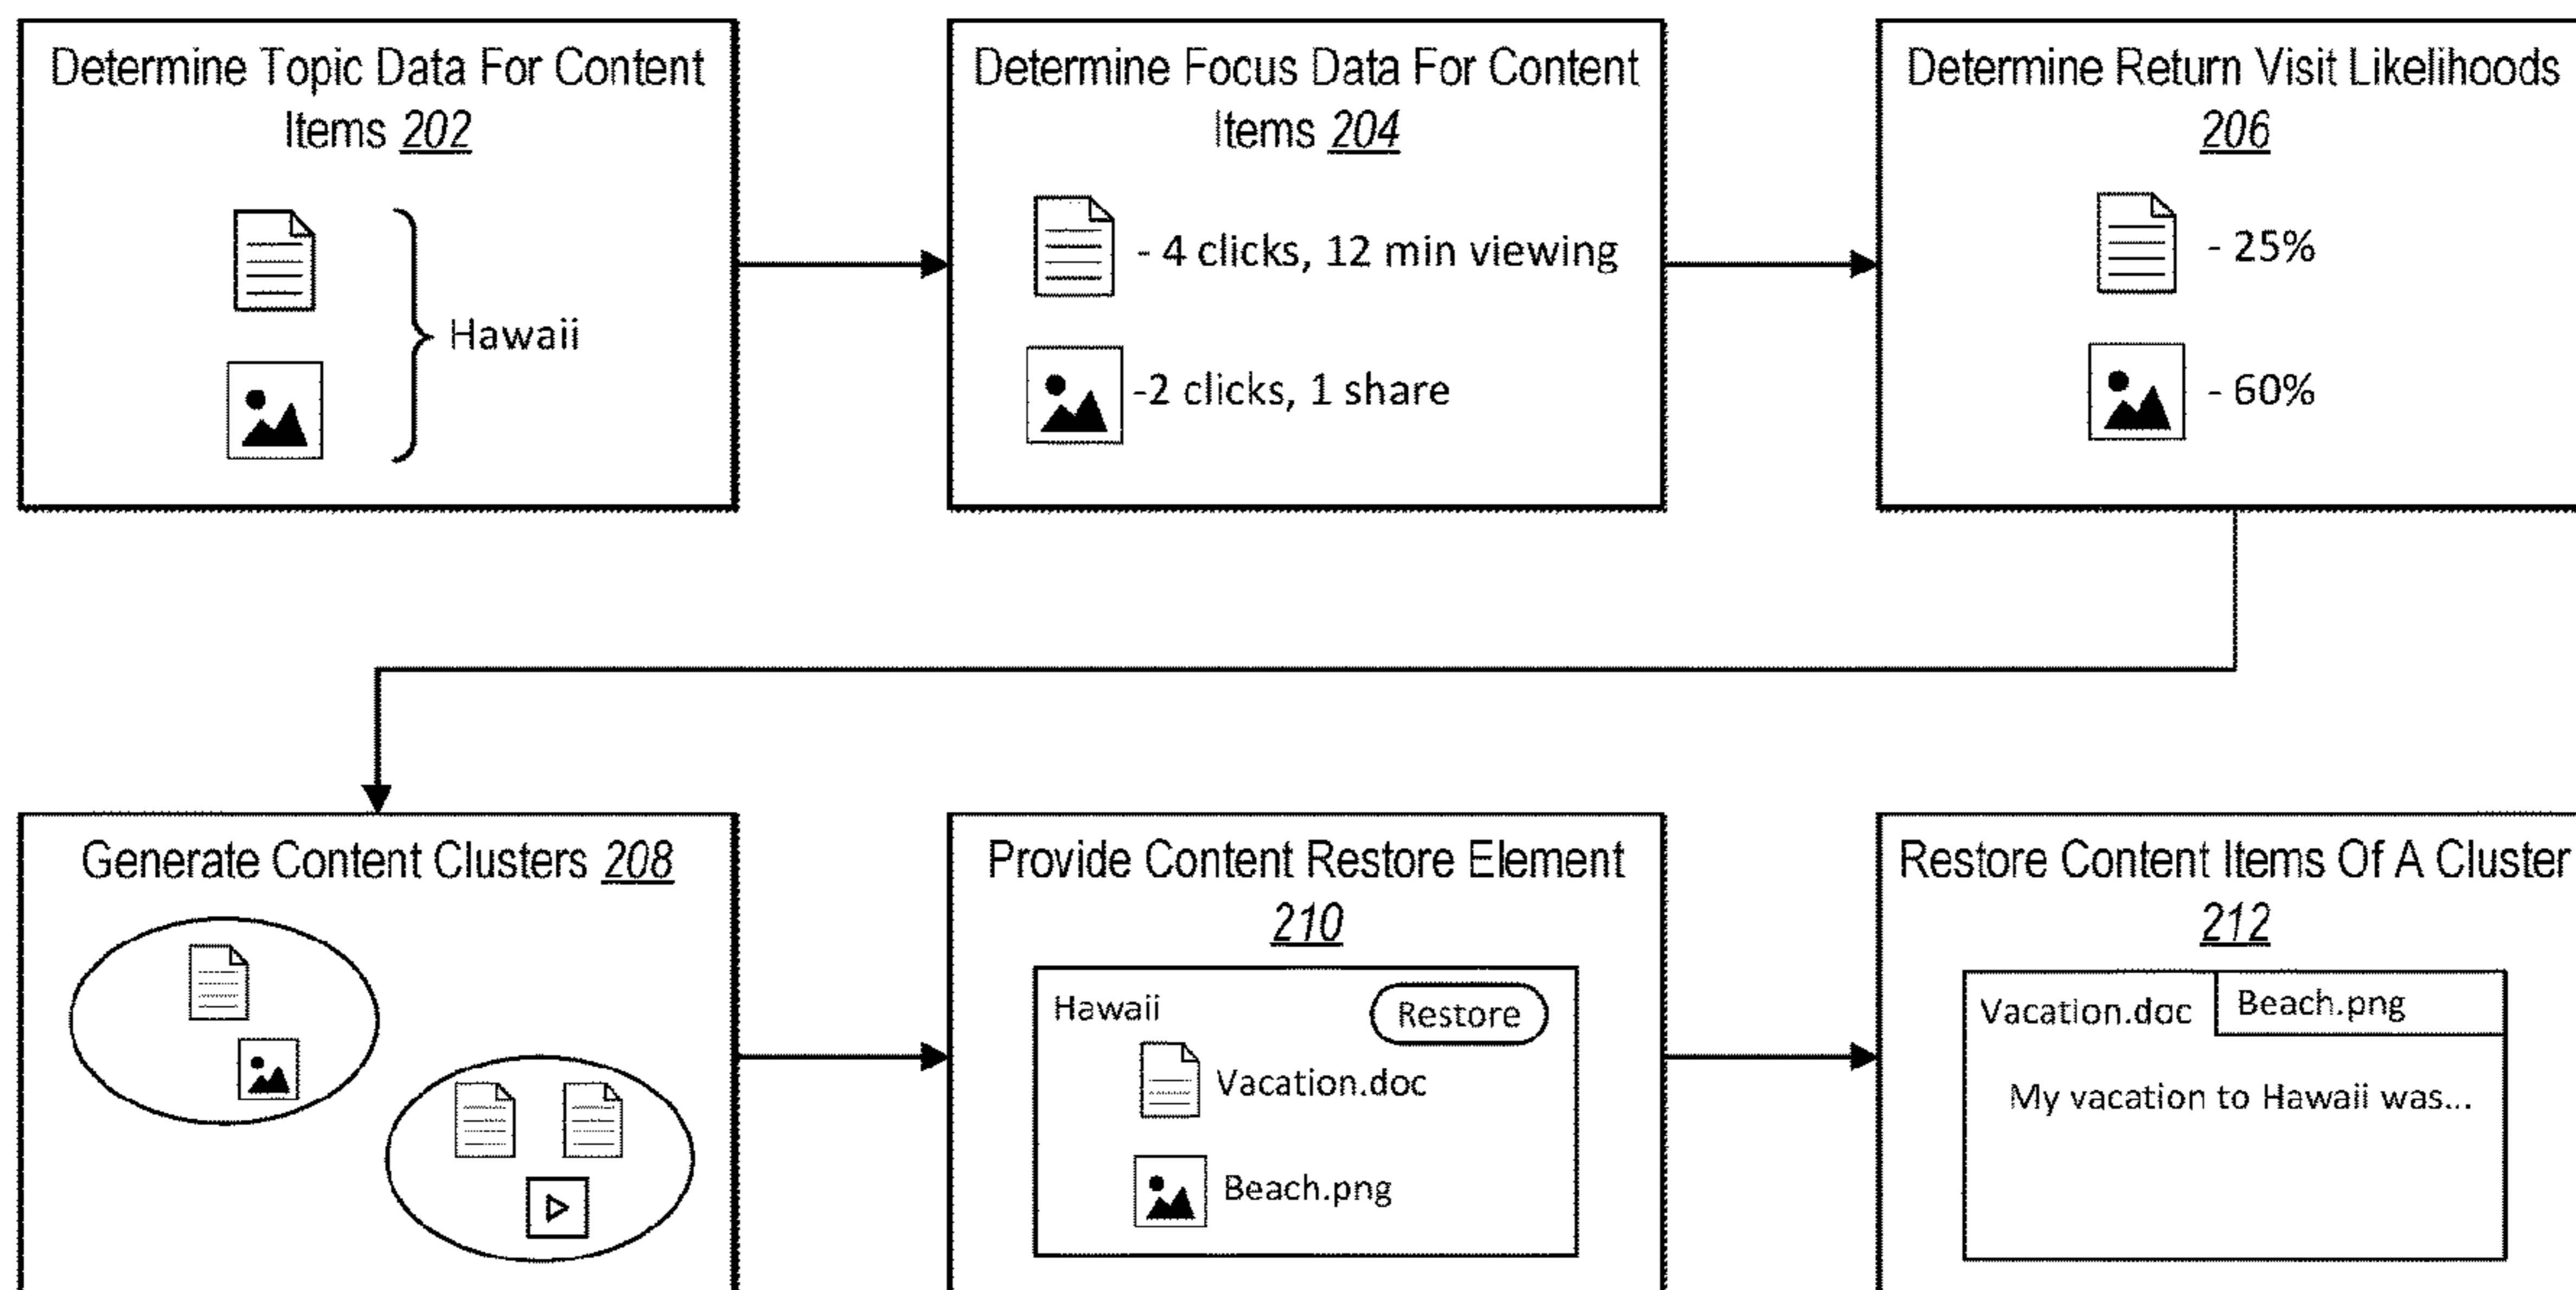 Determine Topic Data For Content
Items 202
Hawaii
Determine Focus Data For Content
Items 204
- 4 clicks, 12 min viewing
-2 clicks, 1 share
Determine Return Visit Likelihoods
206
- 25%
- 60%
Generate Content Clusters 208
Provide Content Restore Element
210
Hawaii
Restore
Vacation.doc
Beach.png
Restore Content Items Of A Cluster
212
Vacation.doc
Beach.png
My vacation to Hawaii was...